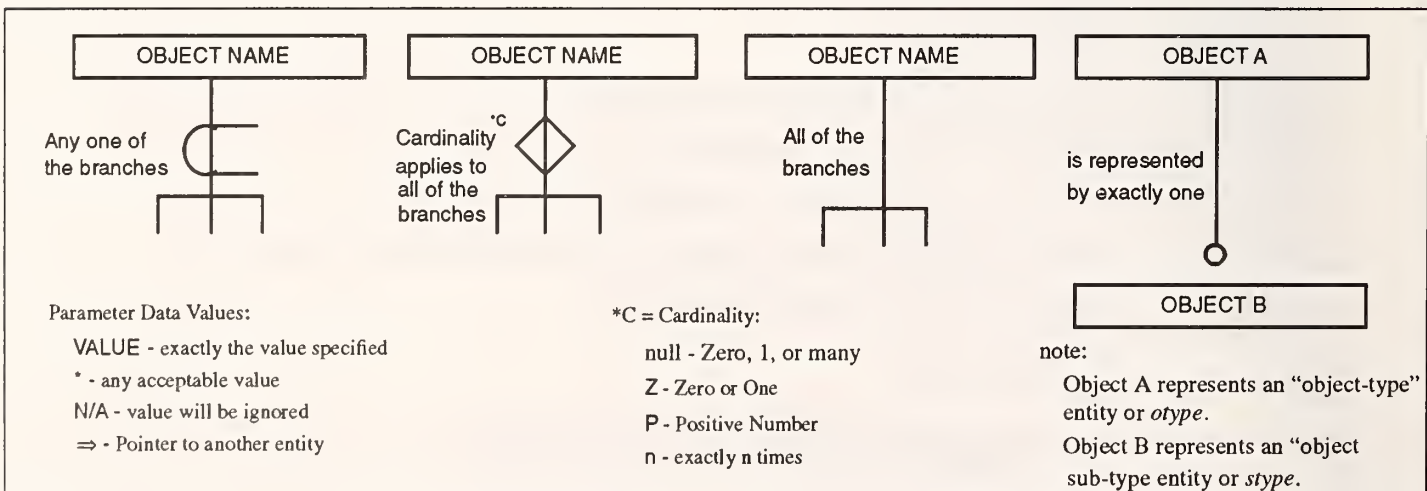 OBJECT NAME
Any one of
the branches
OBJECT NAME
*C
Cardinality
applies to
all of the
branches
OBJECT NAME
All of the
branches
OBJECT A
is represented
by exactly one
OBJECT B
Parameter Data Values:
VALUE - exactly the value specified
* - any acceptable value
N/A - value will be ignored
⇒ - Pointer to another entity
*C = Cardinality:
null - Zero, 1, or many
Z - Zero or One
P - Positive Number
n - exactly n times
note:
Object A represents an “object-type”
entity or otype.
Object B represents an “object
sub-type entity or stype.